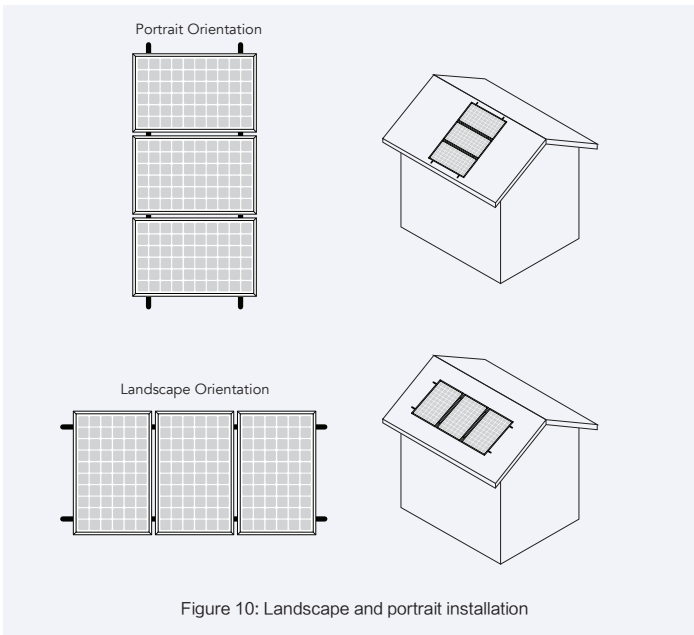 Portrait Orientation
Landscape Orientation
Figure 10: Landscape and portrait installation